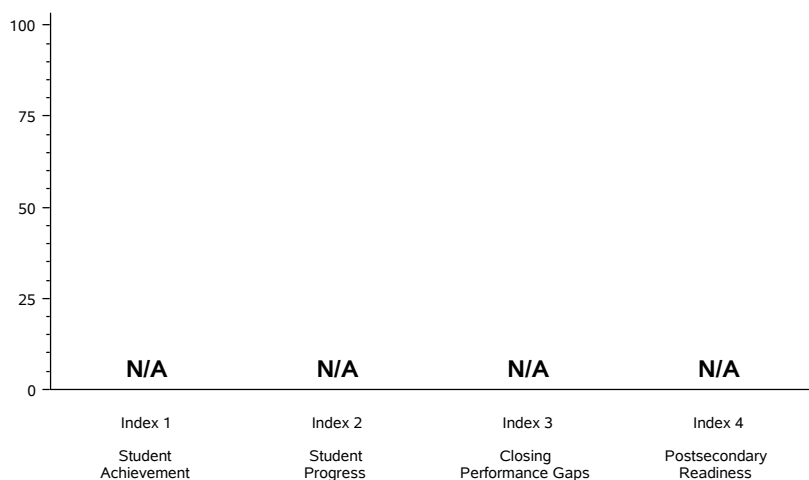 100
75
50
25
0
N/A N/A N/A N/A
Index 1 Index 2 Index 3 Index 4
Student Student Closing Postsecondary
Achievement Progress Performance Gaps Readiness